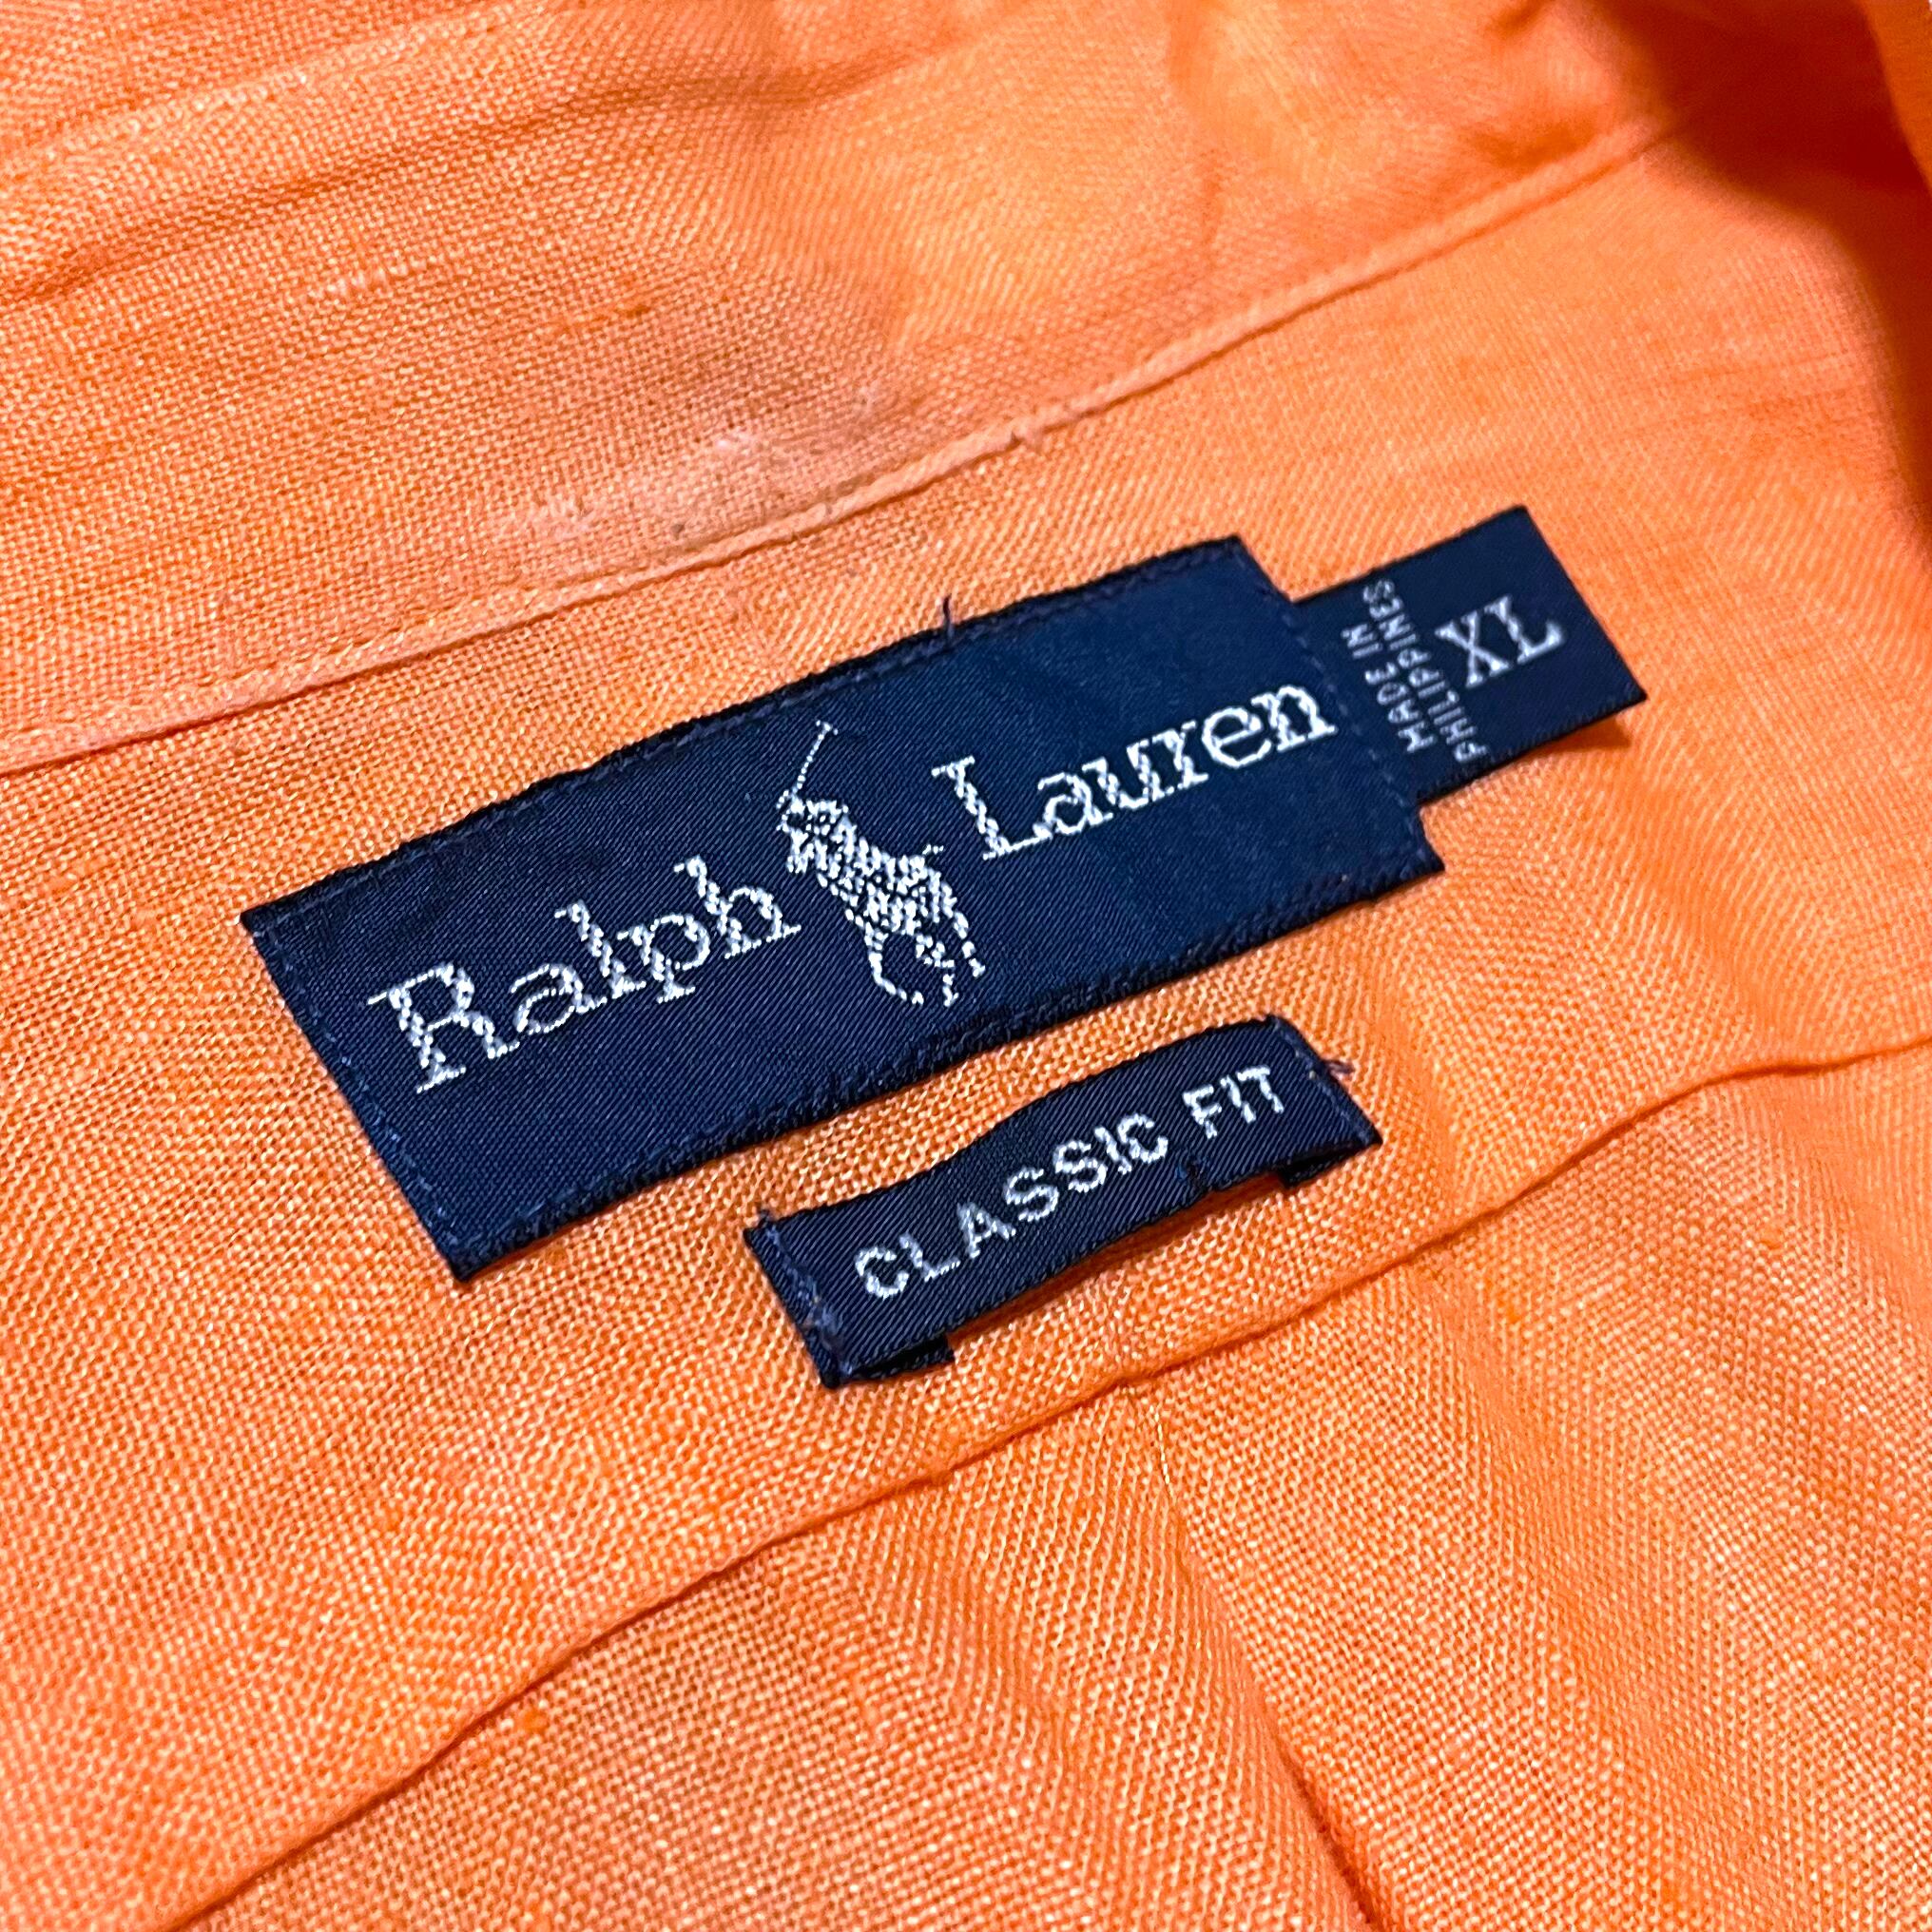 Ralph Lauren
MADE IN
PHILIPPINES
XL
CLASSIC FIT